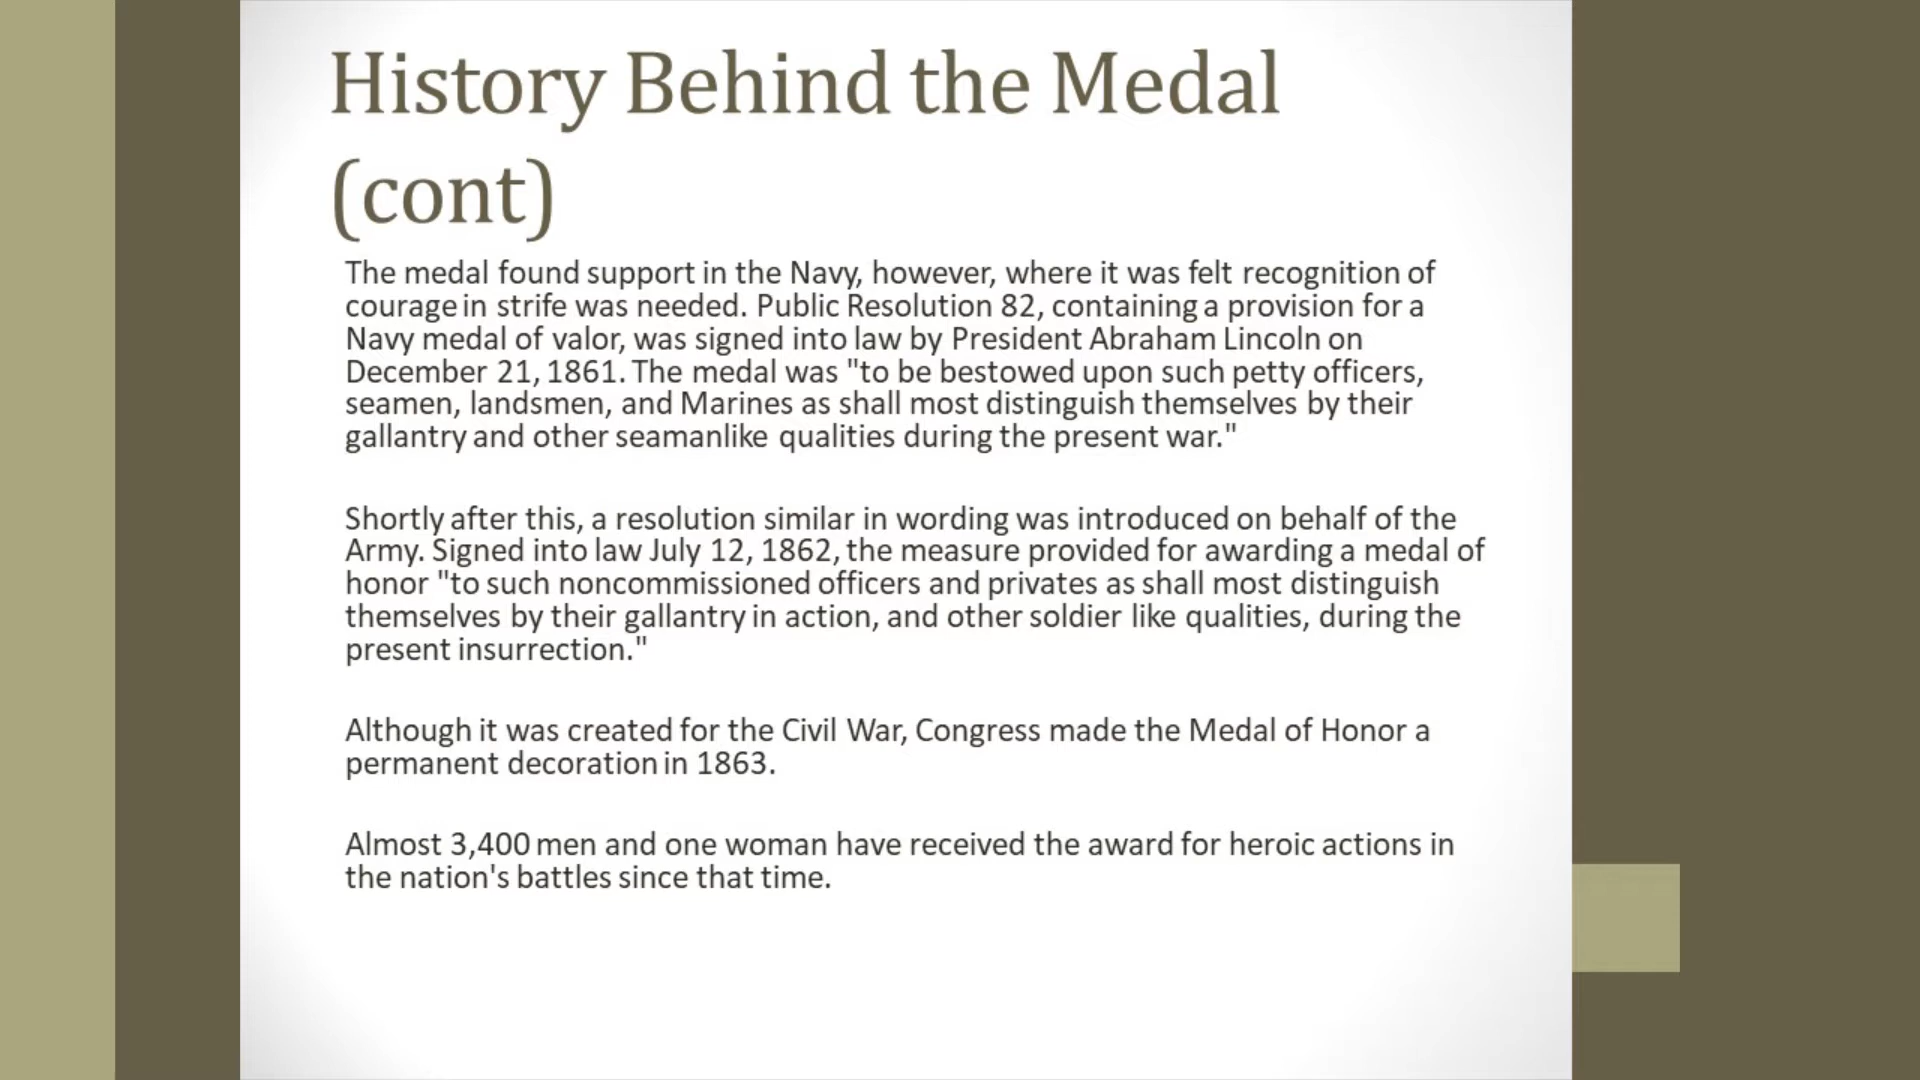 History Behind the Medal
(cont)
The medal found support in the Navy, however, where it was felt recognition of
courage in strife was needed. Public Resolution 82, containing a provision for a
Navy medal of valor, was signed into law by President Abraham Lincoln on
December 21, 1861. The medal was "to be bestowed upon such petty officers,
seamen, landsmen, and Marines as shall most distinguish themselves by their
gallantry and other seamanlike qualities during the present war."
Shortly after this, a resolution similar in wording was introduced on behalf of the
Army. Signed into law July 12, 1862, the measure provided for awarding a medal of
honor "to such noncommissioned officers and privates as shall most distinguish
themselves by their gallantry in action, and other soldier like qualities, during the
present insurrection."
Although it was created for the Civil War, Congress made the Medal of Honor a
permanent decoration in 1863.
Almost 3,400 men and one woman have received the award for heroic actions in
the nation's battles since that time.